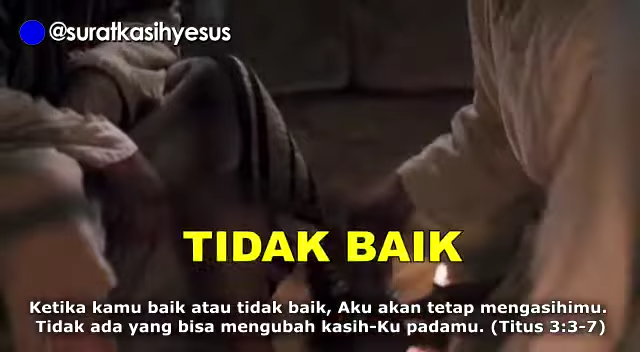 @suratkasihyesus
TIDAK BAIK
Ketika kamu baik atau tidak baik, Aku akan tetap mengasihimu.
Tidak ada yang bisa mengubah kasih-Ku padamu. (Titus 3:3-7)